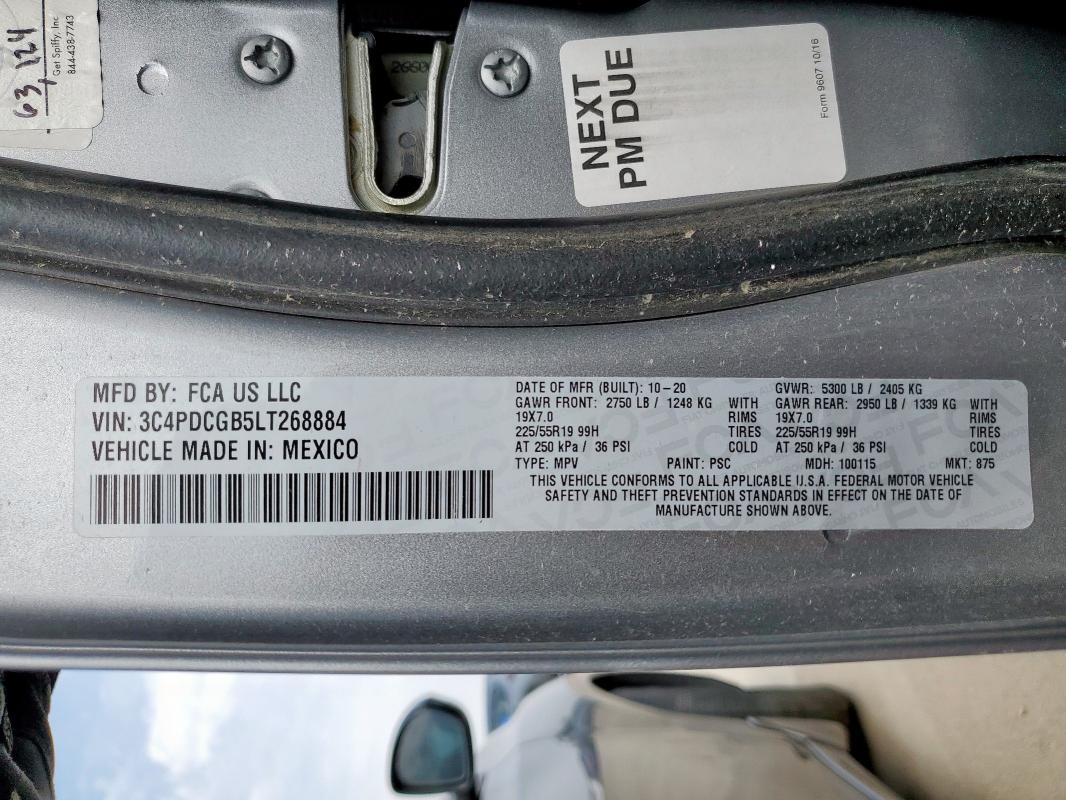 63,124
Get Spiffy, Inc.
844-438-7743
NEXT
PM DUE
Form 9607 10/16
MFD BY: FCA US LLC
VIN: 3C4PDCGB5LT268884
VEHICLE MADE IN: MEXICO
DATE OF MFR (BUILT): 10-20 GVWR: 5300 LB / 2405 KG
GAWR FRONT: 2750 LB / 1248 KG WITH GAWR REAR: 2950 LB / 1339 KG WITH
19X7.0 RIMS 19X7.0 RIMS
225/55R19 99H TIRES 225/55R19 99H TIRES
AT 250 kPa / 36 PSI COLD AT 250 kPa / 36 PSI COLD
TYPE: MPV PAINT: PSC MDH: 100115 MKT: 875
THIS VEHICLE CONFORMS TO ALL APPLICABLE U.S.A. FEDERAL MOTOR VEHICLE
SAFETY AND THEFT PREVENTION STANDARDS IN EFFECT ON THE DATE OF
MANUFACTURE SHOWN ABOVE.